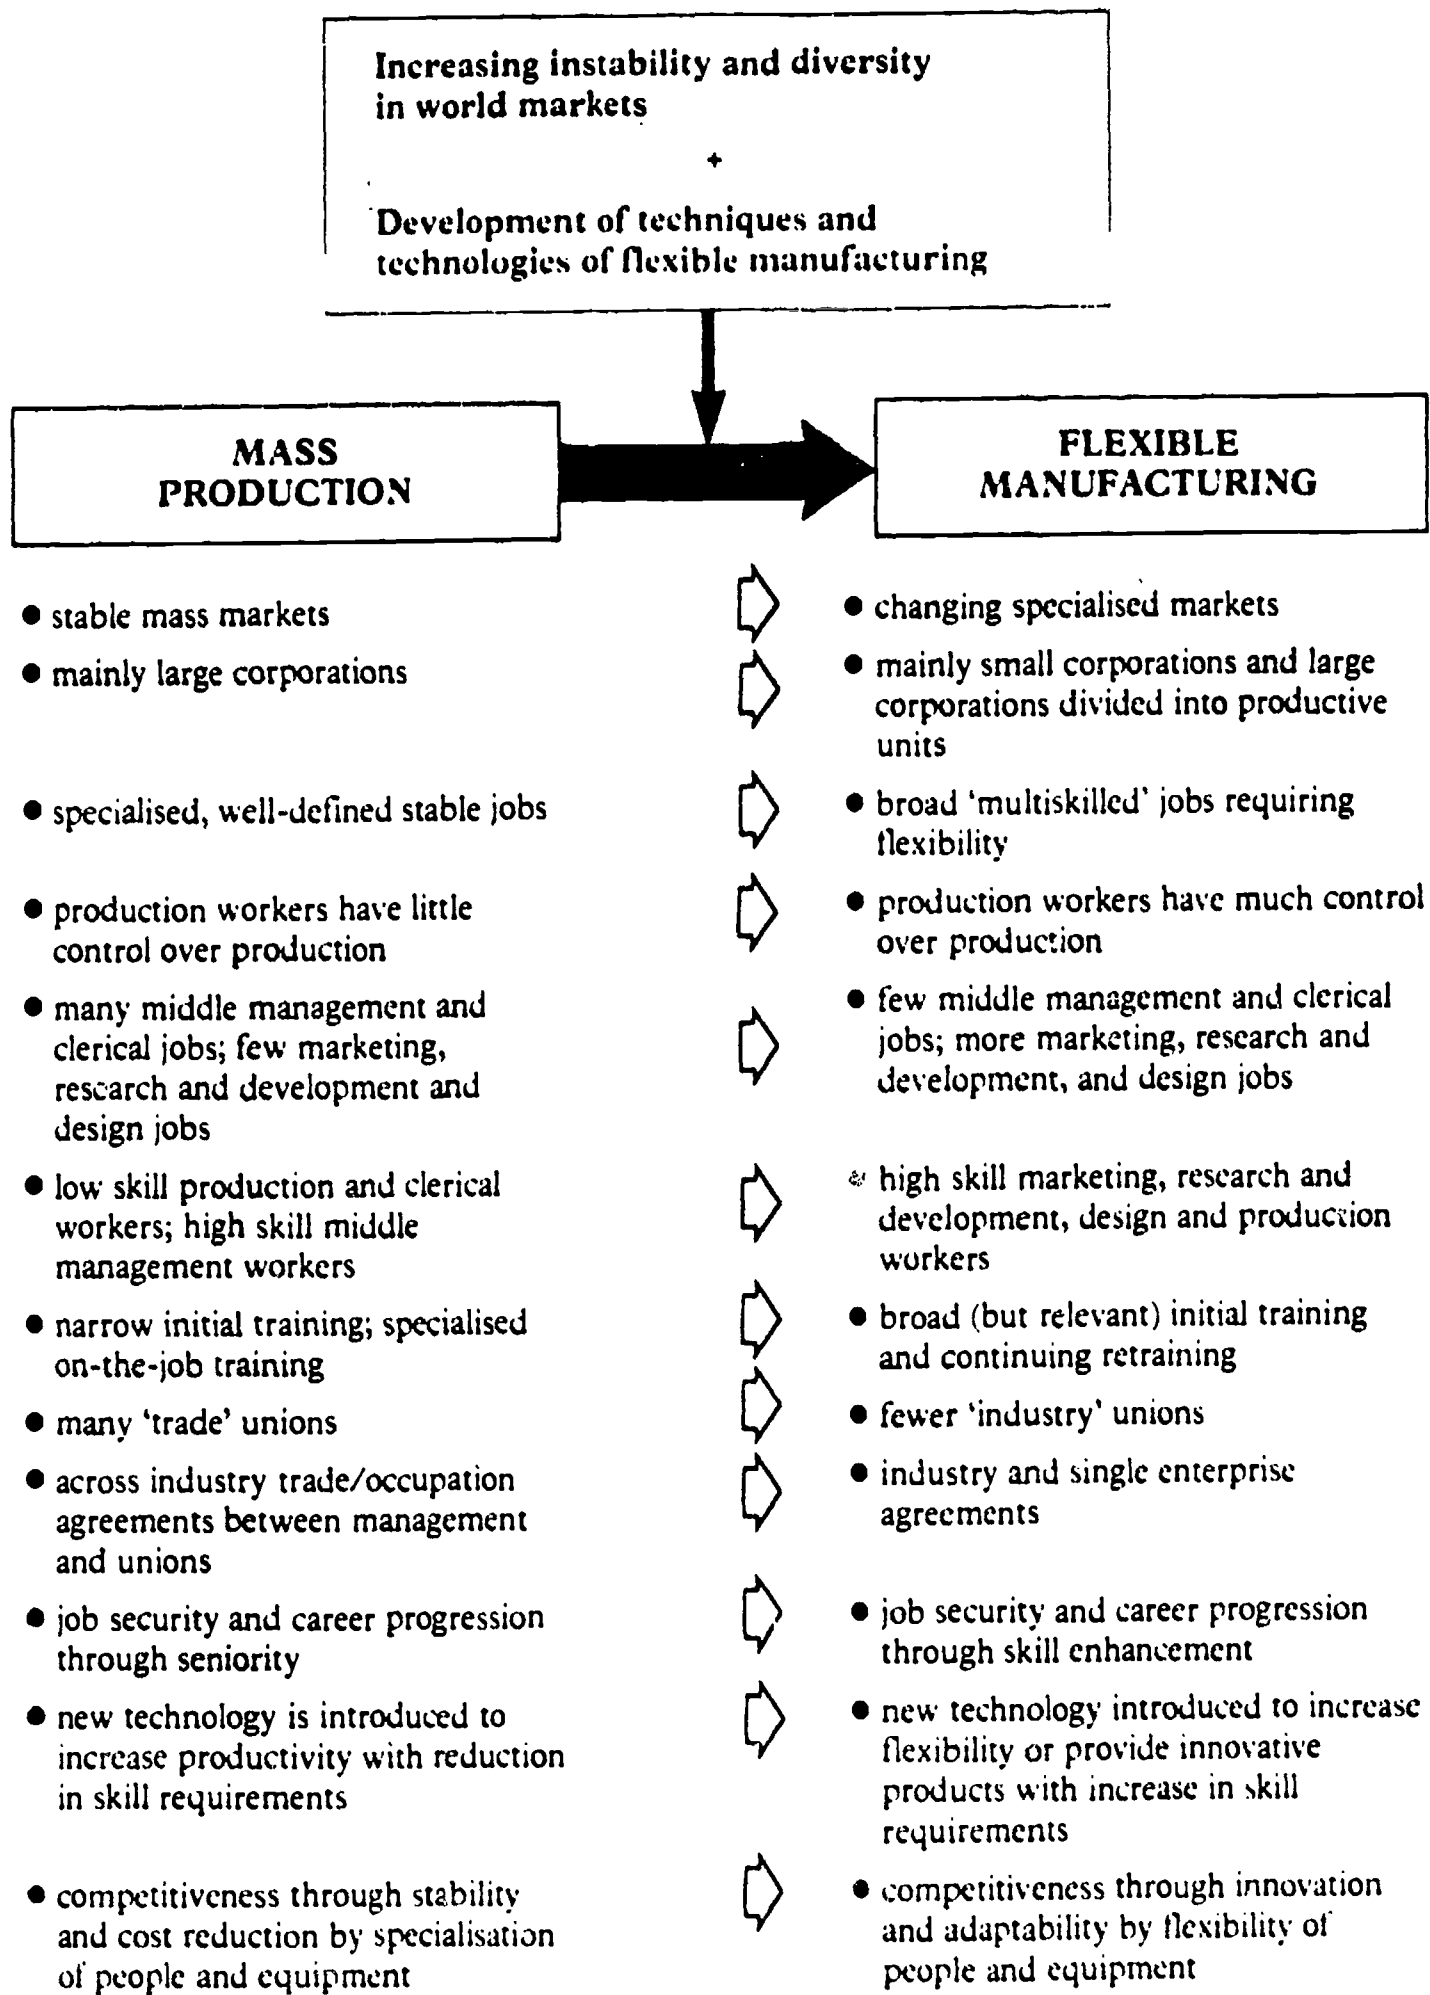 Increasing instability and diversity
in world markets
+
Development of techniques and
technologies of flexible manufacturing
MASS
PRODUCTION
FLEXIBLE
MANUFACTURING
● stable mass markets
● changing specialised markets
● mainly large corporations
● mainly small corporations and large
corporations divided into productive
units
● specialised, well-defined stable jobs
● broad ‘multiskilled’ jobs requiring
flexibility
● production workers have little
control over production
● production workers have much control
over production
● many middle management and
clerical jobs; few marketing,
research and development and
design jobs
● few middle management and clerical
jobs; more marketing, research and
development, and design jobs
● low skill production and clerical
workers; high skill middle
management workers
● high skill marketing, research and
development, design and production
workers
● narrow initial training; specialised
on-the-job training
● broad (but relevant) initial training
and continuing retraining
● many ‘trade’ unions
● fewer ‘industry’ unions
● across industry trade/occupation
agreements between management
and unions
● industry and single enterprise
agreements
● job security and career progression
through seniority
● job security and career progression
through skill enhancement
● new technology is introduced to
increase productivity with reduction
in skill requirements
● new technology introduced to increase
flexibility or provide innovative
products with increase in skill
requirements
● competitiveness through stability
and cost reduction by specialisation
of people and equipment
● competitiveness through innovation
and adaptability by flexibility of
people and equipment